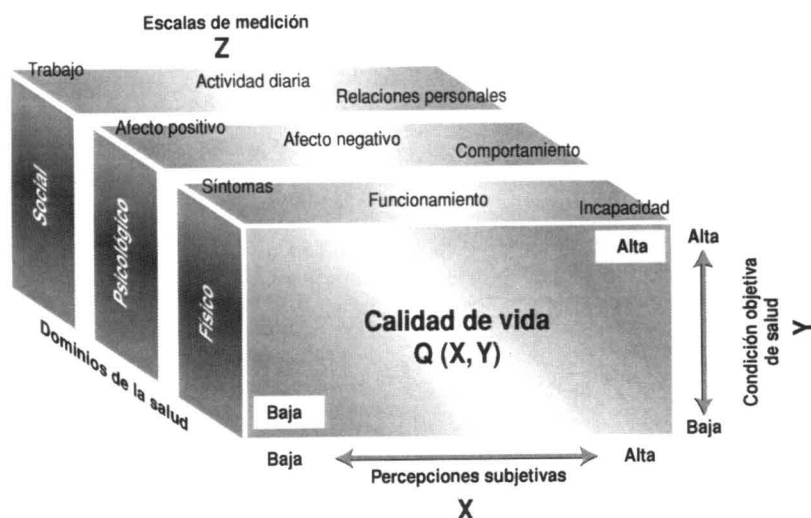 Escalas de medición
Z
Trabajo
Actividad diaria
Relaciones personales
Afecto positivo
Afecto negativo
Comportamiento
Síntomas
Funcionamiento
Incapacidad
Social
Psicológico
Físico
Dominios de la salud
Alta
Calidad de vida
Q (X, Y)
Baja
Alta
Condición objetiva
de salud
Y
Baja
Baja
Alta
Percepciones subjetivas
X